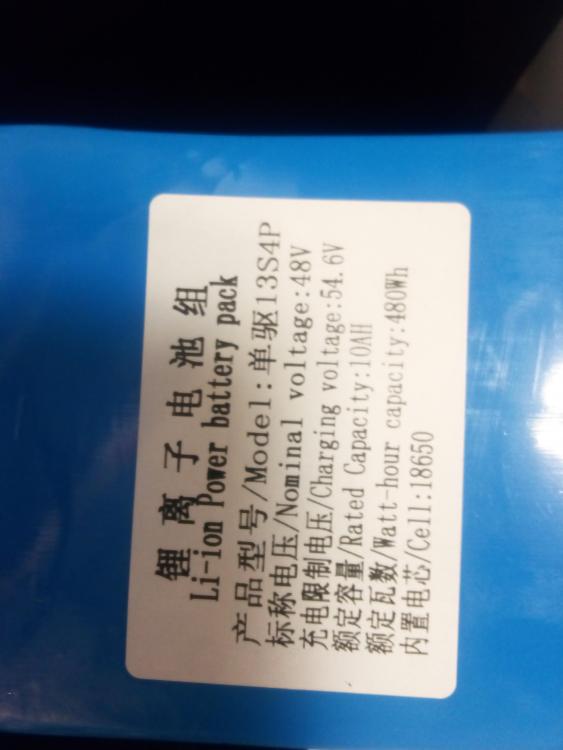 锂离子电池组
Li-ion Power battery pack
产品型号/Model:单驱13S4P
标称电压/Nominal voltage:48V
充电限制电压/Charging voltage:54.6V
额定容量/Rated Capacity:10AH
额定瓦数/Watt-hour capacity:480Wh
内置电芯/Cell:18650